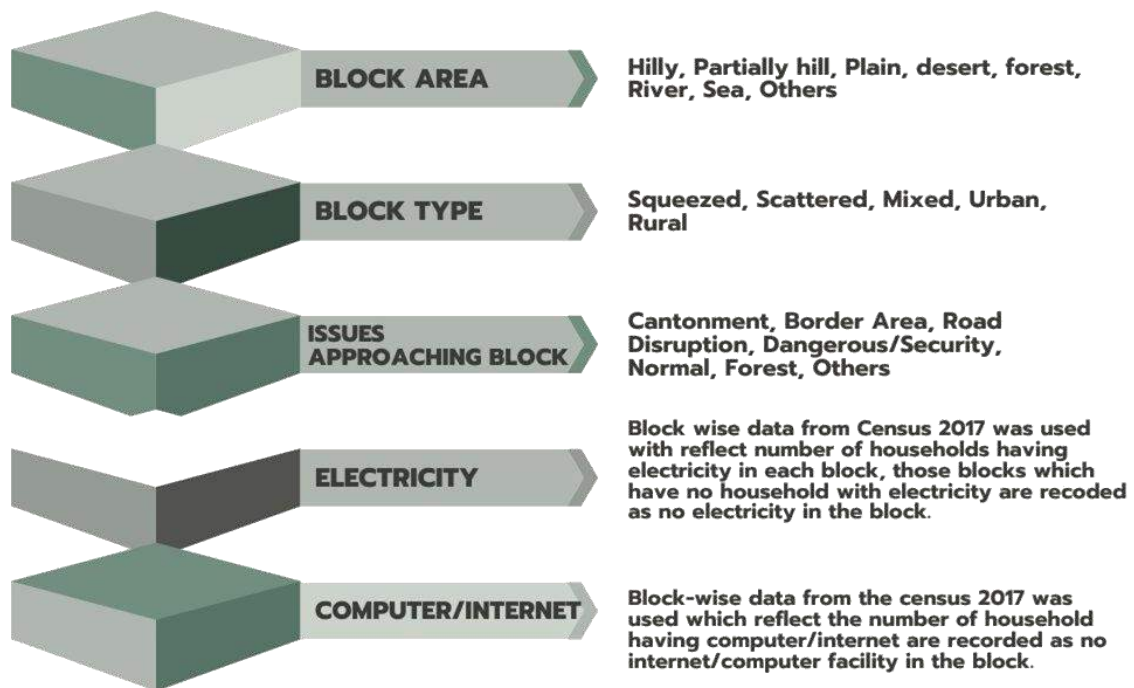 BLOCK AREA
Hilly, Partially hill, Plain, desert, forest,
River, Sea, Others
BLOCK TYPE
Squeezed, Scattered, Mixed, Urban,
Rural
ISSUES
APPROACHING BLOCK
Cantonment, Border Area, Road
Disruption, Dangerous/Security,
Normal, Forest, Others
ELECTRICITY
Block wise data from Census 2017 was used
with reflect number of households having
electricity in each block, those blocks which
have no household with electricity are recoded
as no electricity in the block.
COMPUTER/INTERNET
Block-wise data from the census 2017 was
used which reflect the number of household
having computer/internet are recorded as no
internet/computer facility in the block.